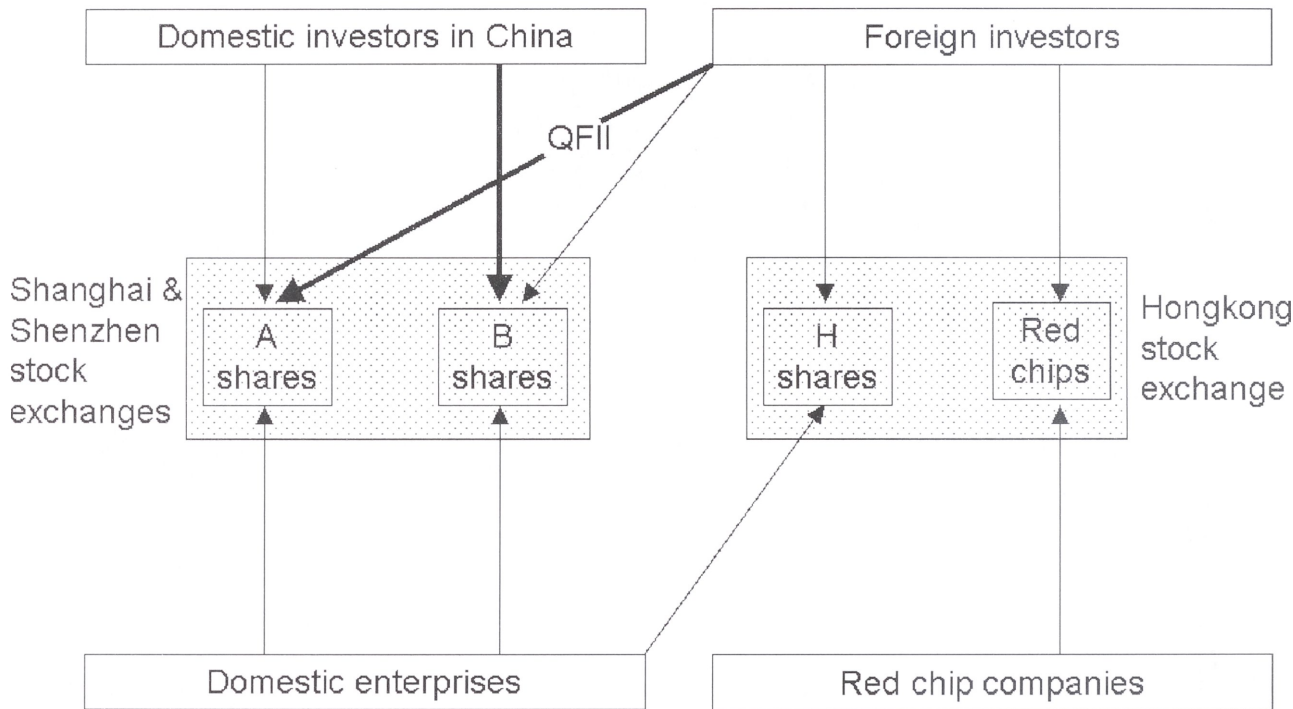 Domestic investors in China
Foreign investors
QFII
Shanghai &
Shenzhen
stock
exchanges
A
shares
B
shares
H
shares
Red
chips
Hongkong
stock
exchange
Domestic enterprises
Red chip companies